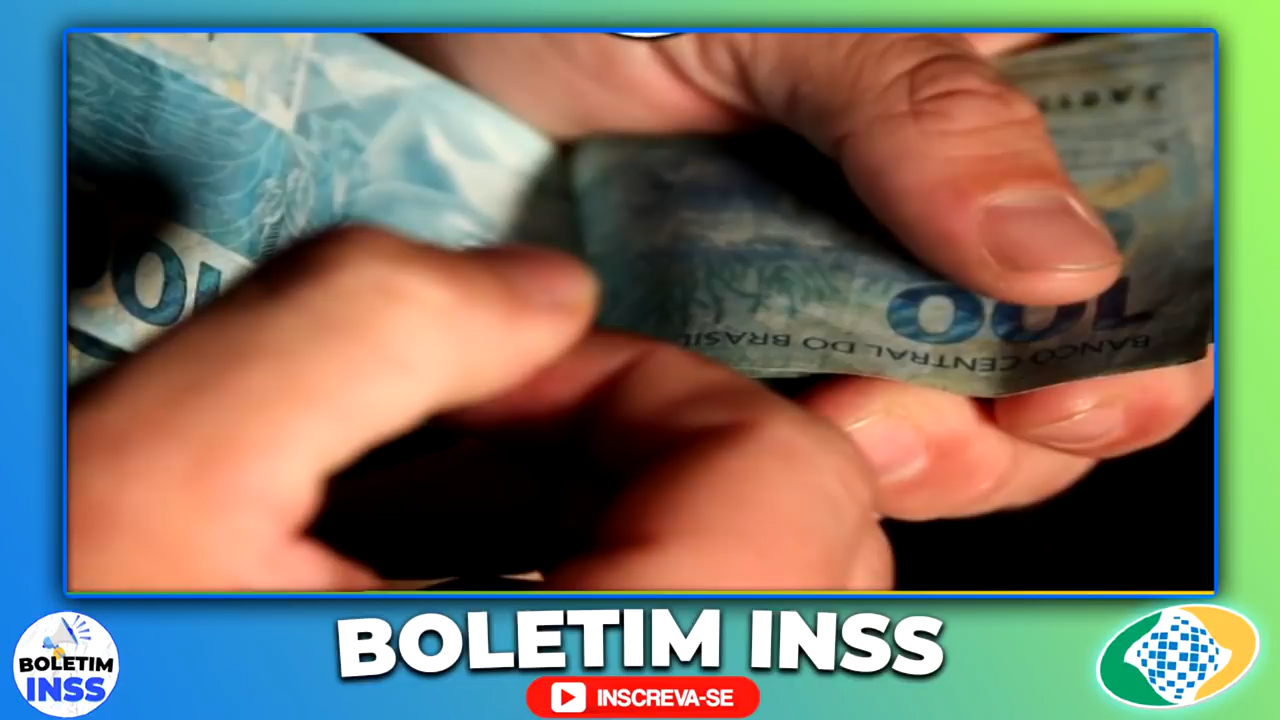 100
BANCO CENTRAL DO BRASIL
BOLETIM INSS
INSCREVA-SE
BOLETIM
INSS